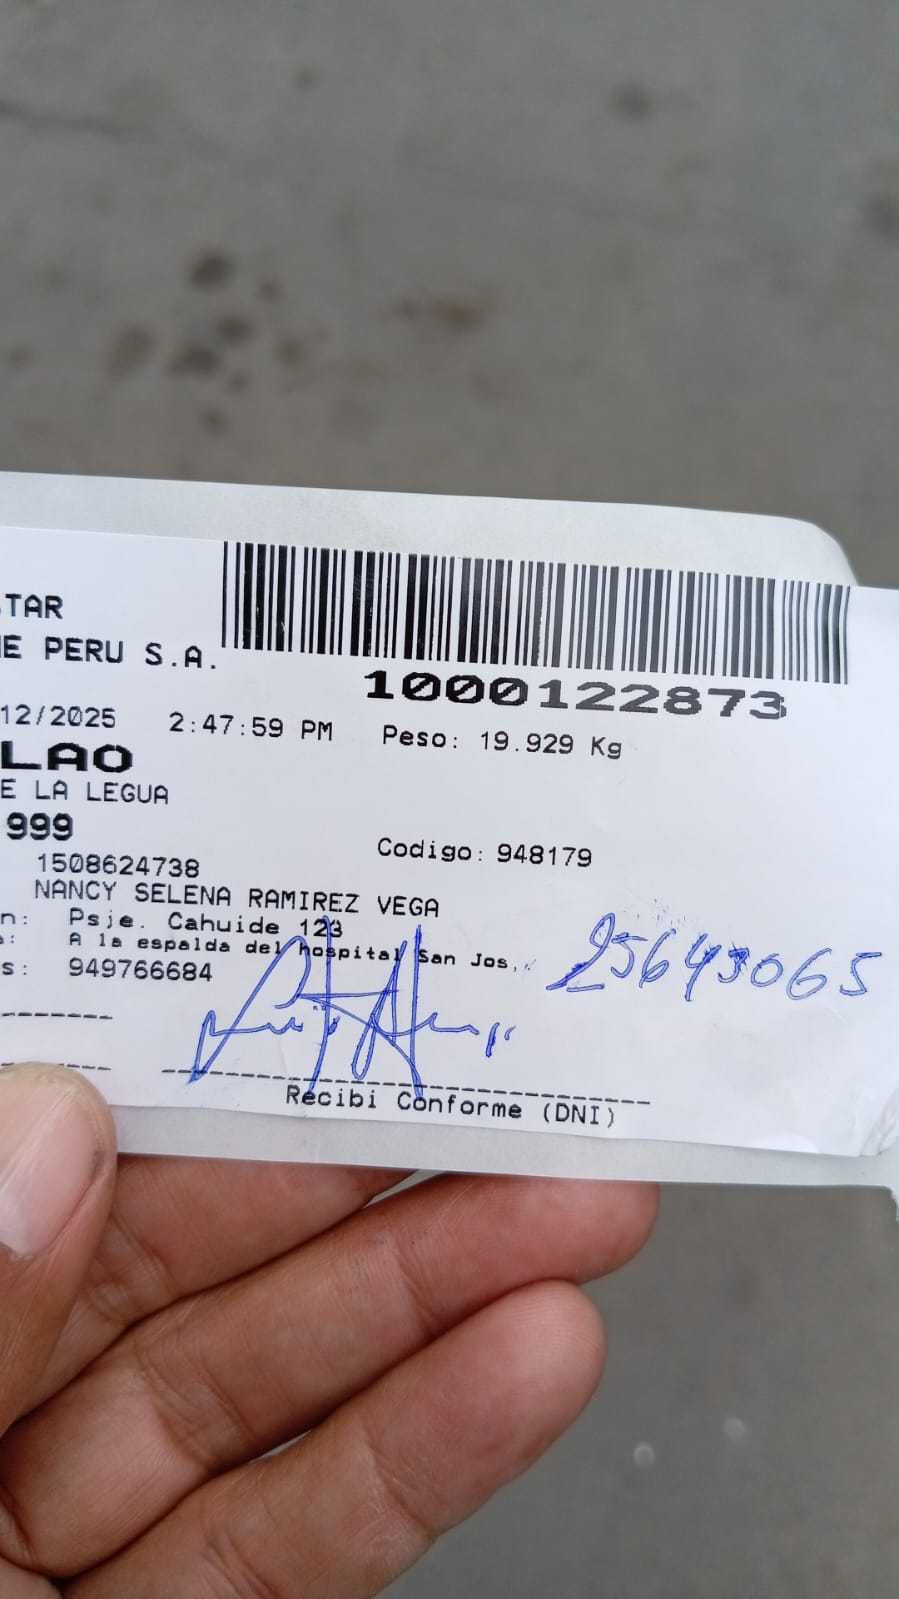 TAR
E PERU S.A.
1000122873
12/2025 2:47:59 PM Peso: 19.929 Kg
LAO
E LA LEGUA
999
Codigo: 948179
1508624738
NANCY SELENA RAMIREZ VEGA
n: Psje. Cahuide 123
: A la espalda del hospital San Jos.
s: 949766684
25643065
Recibi Conforme (DNI)